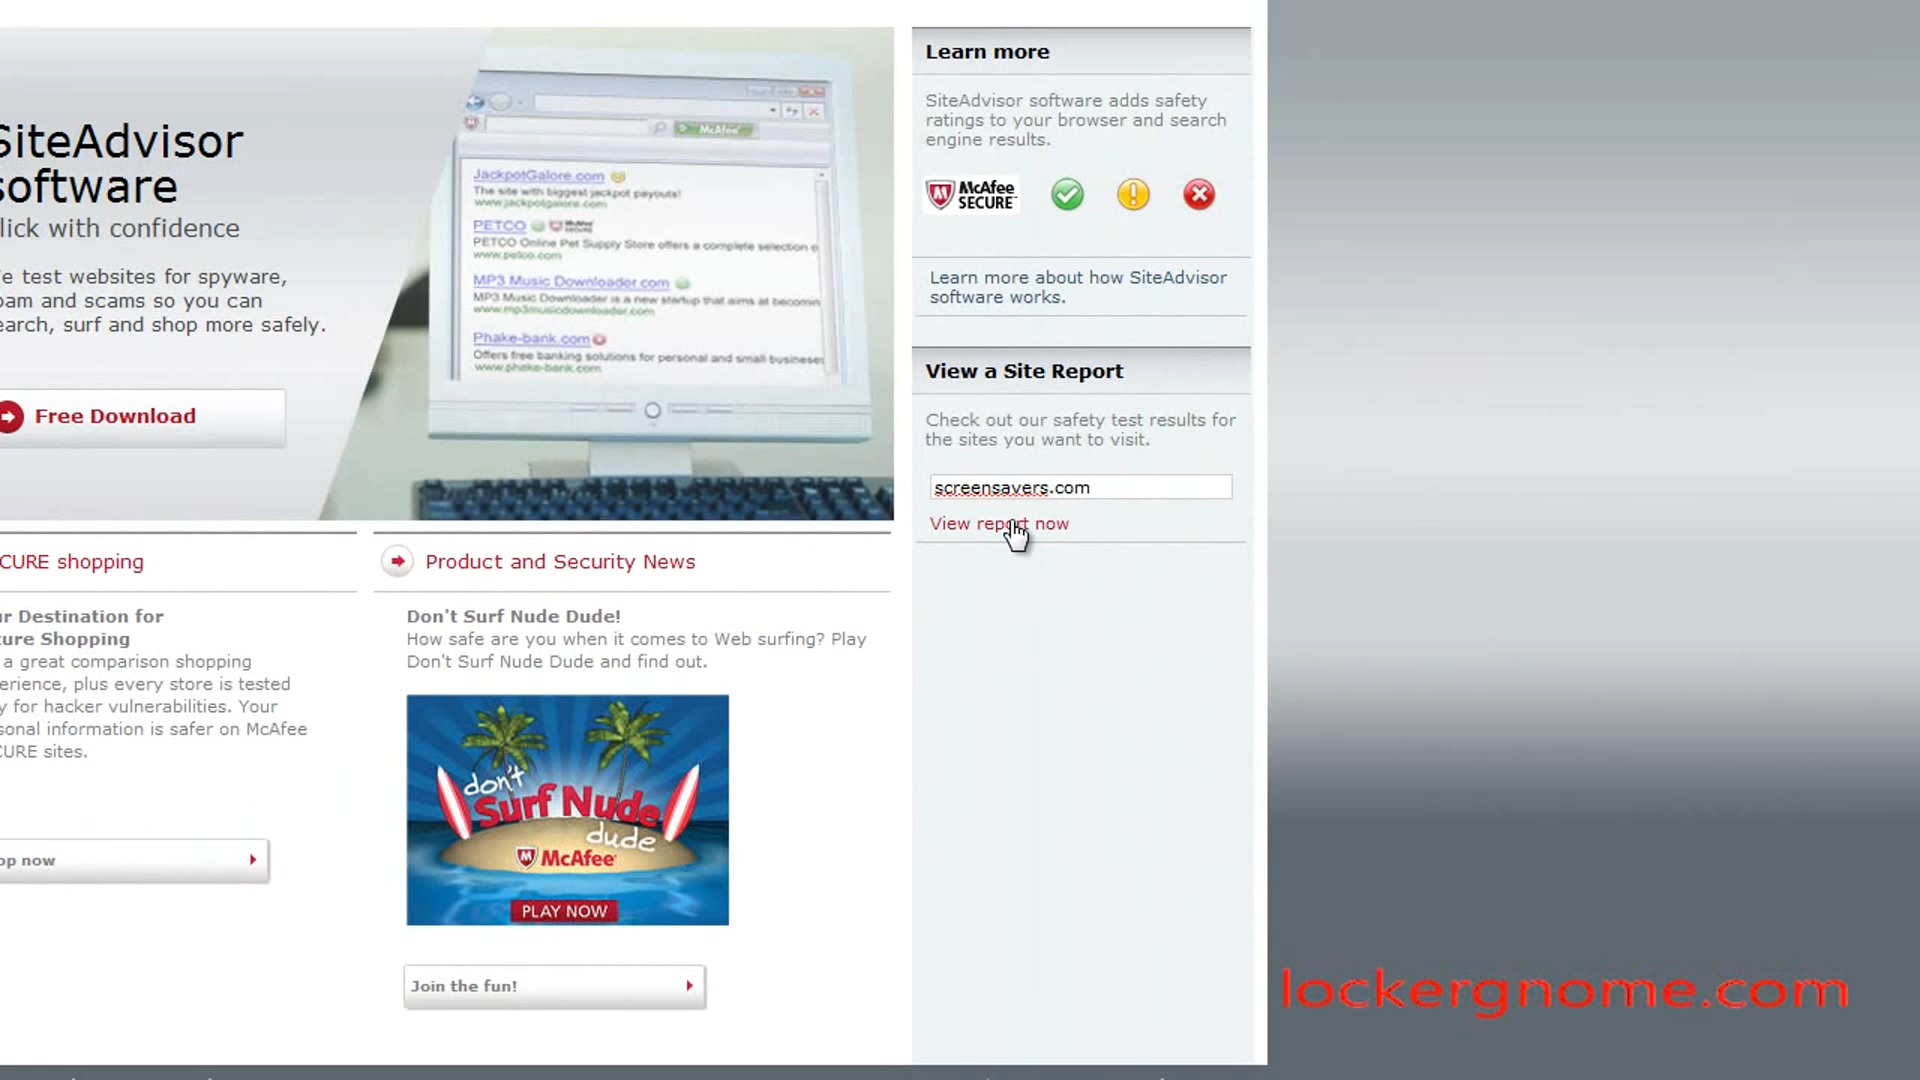 SiteAdvisor
software
lick with confidence
e test websites for spyware,
pam and scams so you can
earch, surf and shop more safely.
Free Download
McAfee
JackpotGalore.com
The site with biggest jackpot payouts!
www.jackpotgalore.com
PETCO
PETCO Online Pet Supply Store offers a complete selection o
www.petco.com
MP3 Music Downloader.com
MP3 Music Downloader is a new startup that aims at becomin
www.mp3musicdownloader.com
Phake-bank.com
Offers free banking solutions for personal and small businesses
www.phake-bank.com
Learn more
SiteAdvisor software adds safety
ratings to your browser and search
engine results.
McAfee
SECURE
Learn more about how SiteAdvisor
software works.
View a Site Report
Check out our safety test results for
the sites you want to visit.
screensavers.com
View report now
CURE shopping
r Destination for
ure Shopping
a great comparison shopping
erience, plus every store is tested
y for hacker vulnerabilities. Your
sonal information is safer on McAfee
CURE sites.
op now
Product and Security News
Don't Surf Nude Dude!
How safe are you when it comes to Web surfing? Play
Don't Surf Nude Dude and find out.
don't
Surf Nude
dude
McAfee
PLAY NOW
Join the fun!
lockergnome.com